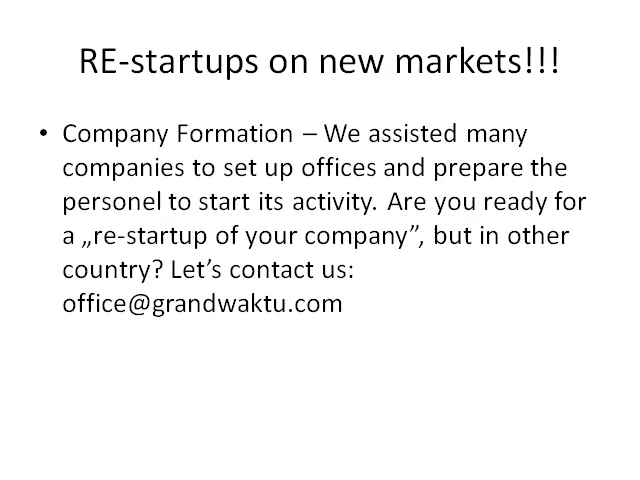 RE-startups on new markets!!!
• Company Formation – We assisted many
companies to set up offices and prepare the
personel to start its activity. Are you ready for
a „re-startup of your company”, but in other
country? Let’s contact us:
office@grandwaktu.com